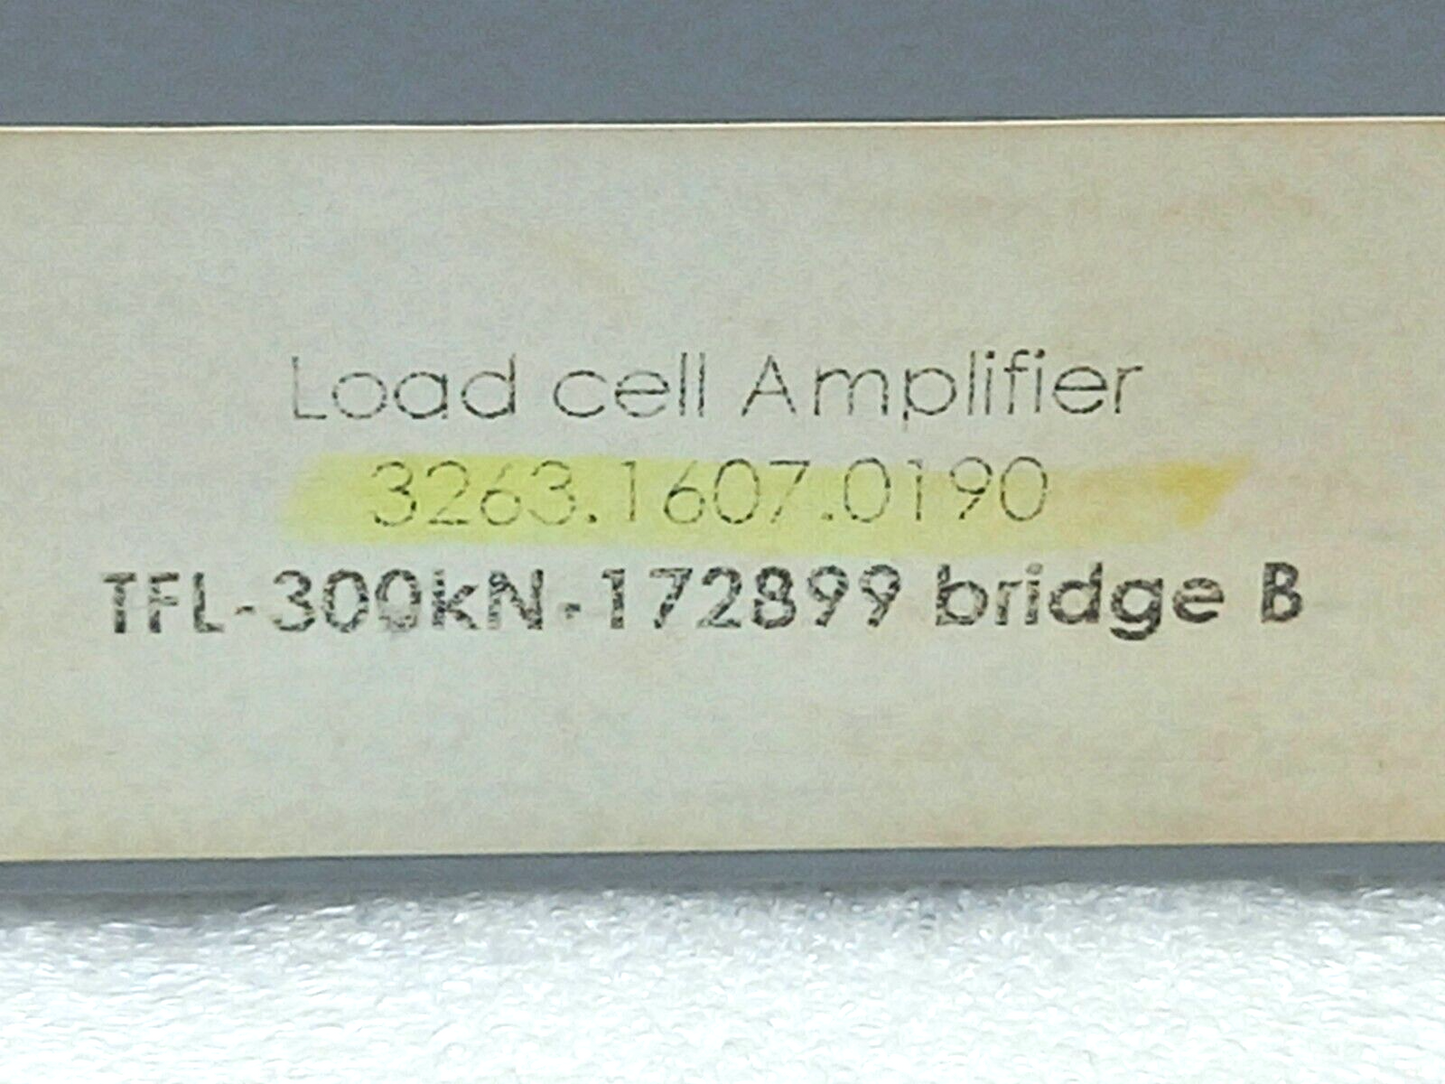 Load cell Amplifier
3263.1607.0190
TFL-300kN-172899 bridge B